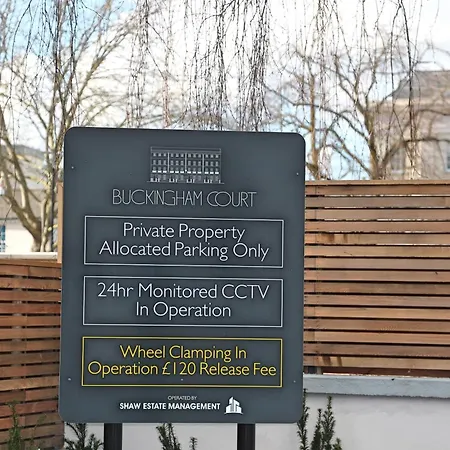 BUCKINGHAM COURT
Private Property
Allocated Parking Only
24hr Monitored CCTV
In Operation
Wheel Clamping In
Operation £120 Release Fee
OPERATED BY
SHAW ESTATE MANAGEMENT